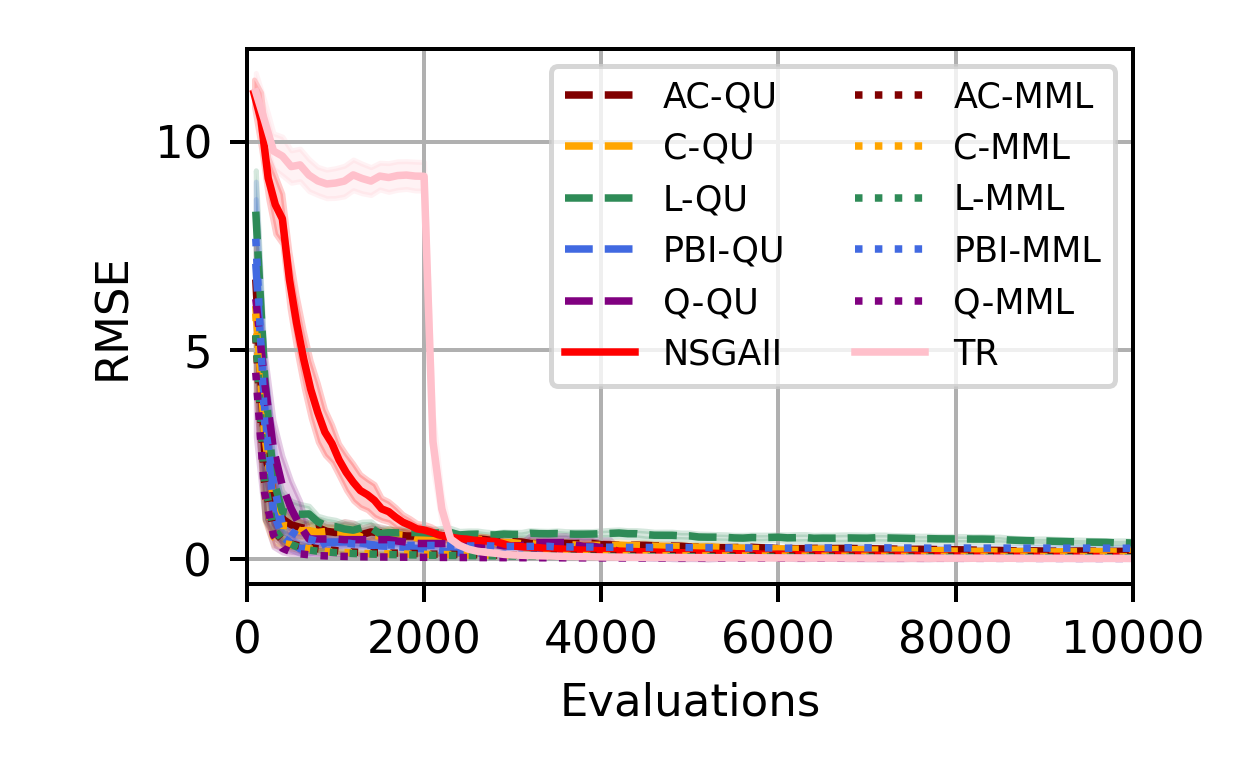 RMSE
10
5
0
AC-QU AC-MML
C-QU C-MML
L-QU L-MML
PBI-QU PBI-MML
Q-QU Q-MML
NSGAII TR
0 2000 4000 6000 8000 10000
Evaluations